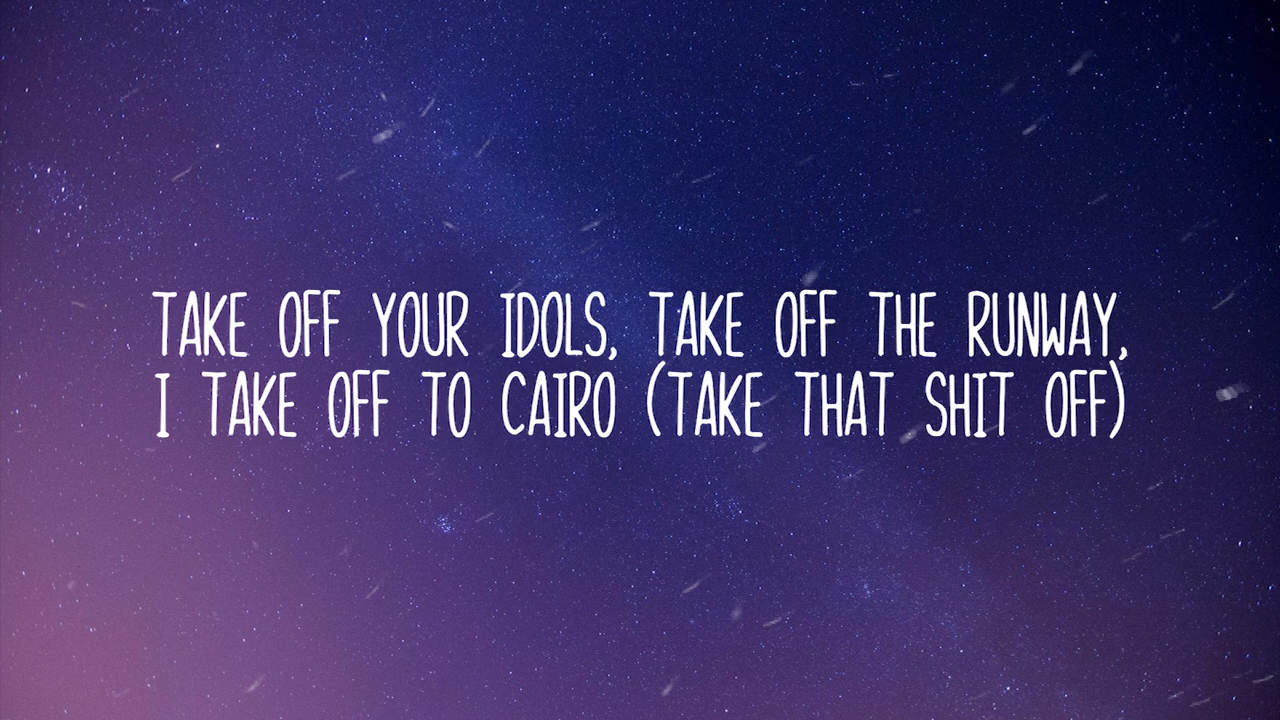 TAKE OFF YOUR IDOLS, TAKE OFF THE RUNWAY,
I TAKE OFF TO CAIRO (TAKE THAT SHIT OFF)